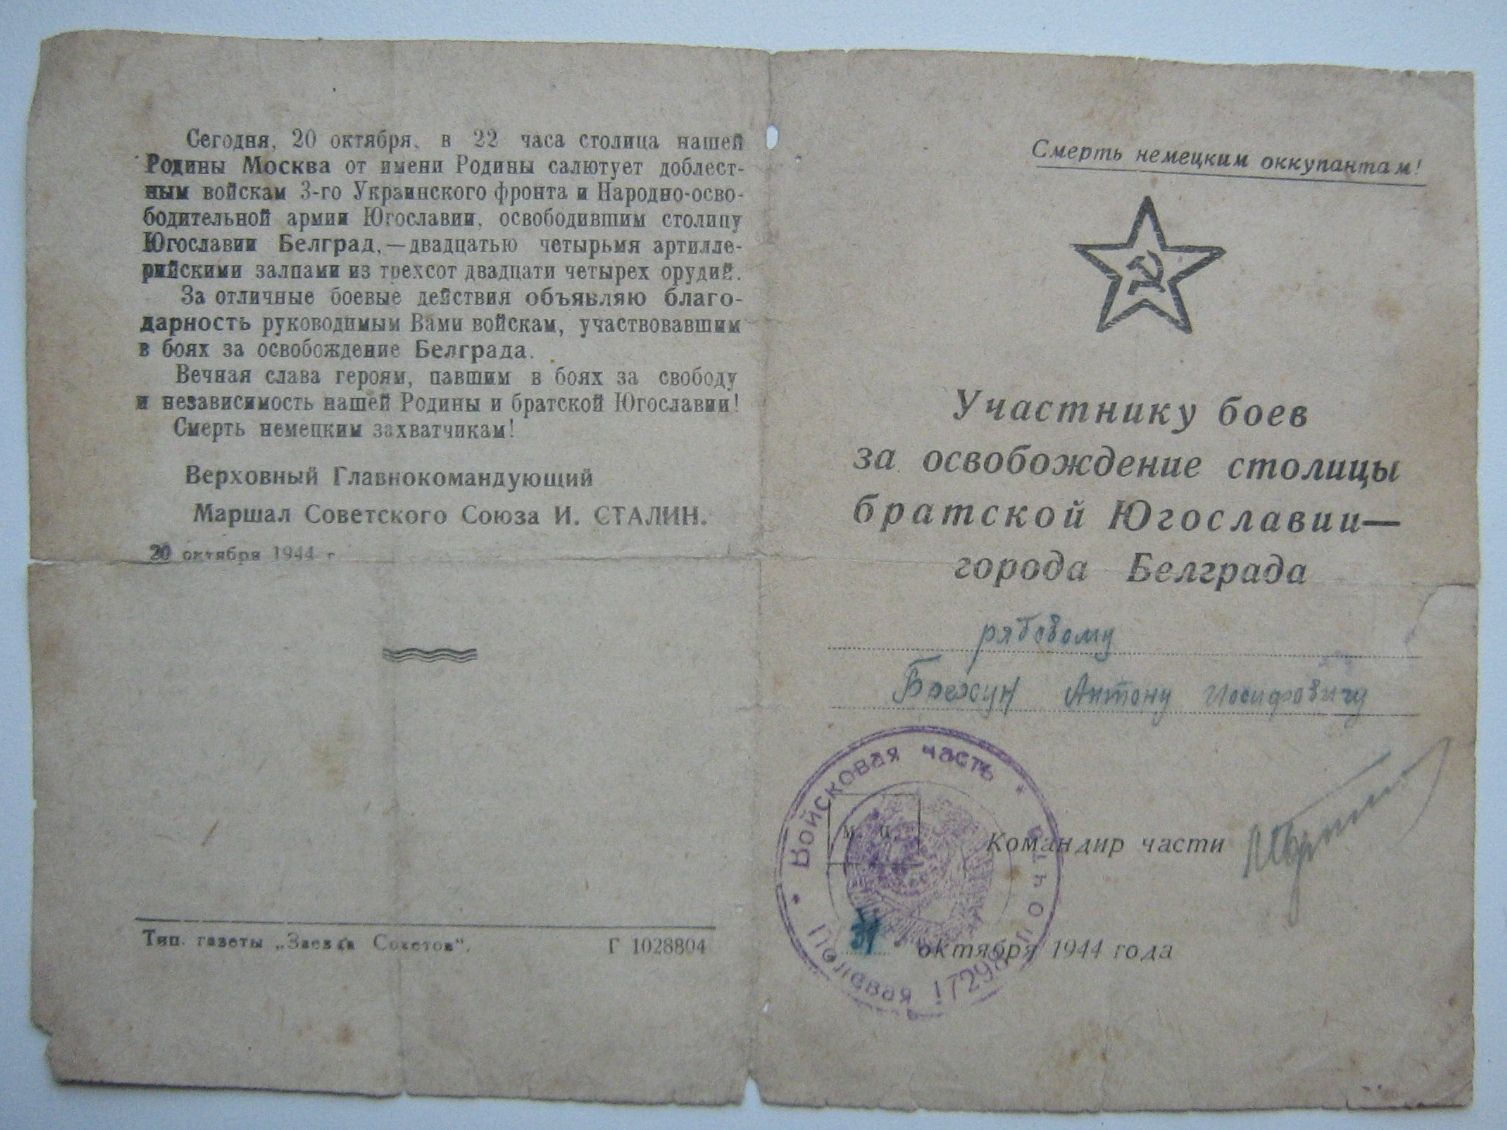 Сегодня, 20 октября, в 22 часа столица нашей
Родины Москва от имени Родины салютует доблест-
ным войскам 3-го Украинского фронта и Народно-осво-
бодительной армии Югославии, освободившим столицу
Югославии Белград,—двадцатью четырьмя артилле-
рийскими залпами из трехсот двадцати четырех орудий.
За отличные боевые действия объявляю благо-
дарность руководимым Вами войскам, участвовавшим
в боях за освобождение Белграда.
Вечная слава героям, павшим в боях за свободу
и независимость нашей Родины и братской Югославии!
Смерть немецким захватчикам!
Верховный Главнокомандующий
Маршал Советского Союза И. СТАЛИН.
20 октября 1944 г.
Тип. газеты „Звезда Советов“. Г 1028804
Смерть немецким оккупантам!
Участнику боев
за освобождение столицы
братской Югославии—
города Белграда
рядовому
Антону Иосифовичу
Войсковая часть * Полевая почта 17298 *
м. п.
Командир части
октября 1944 года